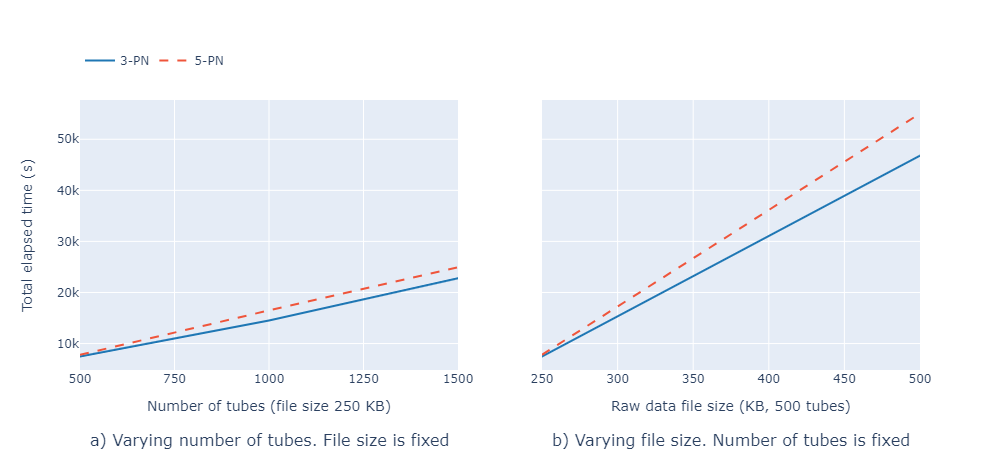 3-PN 5-PN
Total elapsed time (s)
50k
40k
30k
20k
10k
500 750 1000 1250 1500
250 300 350 400 450 500
Number of tubes (file size 250 KB)
Raw data file size (KB, 500 tubes)
a) Varying number of tubes. File size is fixed
b) Varying file size. Number of tubes is fixed